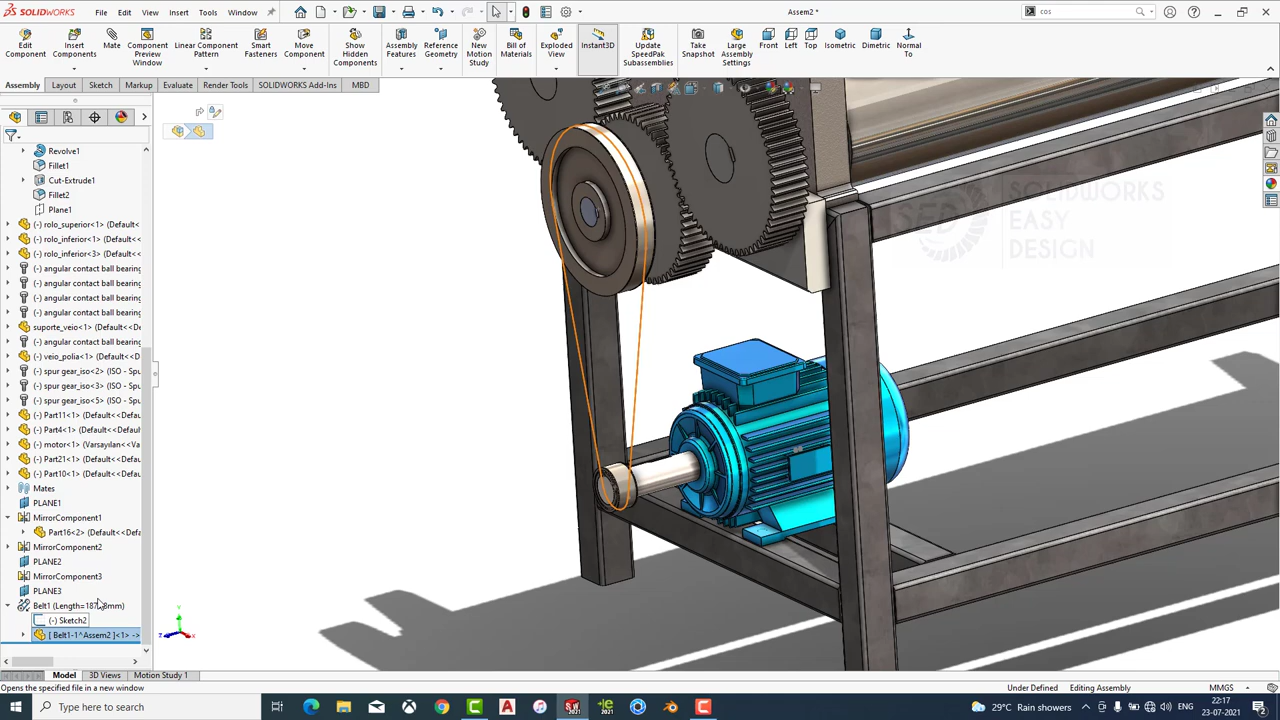 SOLIDWORKS
File
Edit
View
Insert
Tools
Window
Assem2 *
cos
Edit Component
Insert Components
Mate
Component Preview Window
Linear Component Pattern
Smart Fasteners
Move Component
Show Hidden Components
Assembly Features
Reference Geometry
New Motion Study
Bill of Materials
Exploded View
Instant3D
Update SpeedPak Subassemblies
Take Snapshot
Large Assembly Settings
Front
Left
Top
Isometric
Dimetric
Normal To
Assembly
Layout
Sketch
Markup
Evaluate
Render Tools
SOLIDWORKS Add-Ins
MBD
Revolve1
Fillet1
Cut-Extrude1
Fillet2
Plane1
(-) rolo_superior<1> (Default
(-) rolo_inferior<2> (Default
(-) rolo_inferior<3> (Default
(-) angular contact ball bearing
(-) angular contact ball bearing
(-) angular contact ball bearing
(-) angular contact ball bearing
suporte_veio<1> (Default<<D
(-) angular contact ball bearing
(-) veio_polia<1> (Default<<D
(-) spur gear_iso<2> (ISO - Spu
(-) spur gear_iso<3> (ISO - Spu
(-) spur gear_iso<5> (ISO - Spu
(-) Part11<1> (Default<<Defa
(-) Part4<1> (Default<<Defau
(-) motor<1> (Varsayılan<<Va
(-) Part21<1> (Default<<Defa
(-) Part10<1> (Default<<Defa
Mates
PLANE1
MirrorComponent1
Part16<2> (Default<<Defa
MirrorComponent2
PLANE2
MirrorComponent3
PLANE3
Belt1 (Length=187 8mm)
(-) Sketch2
[ Belt1-1^Assem2 ]<1> ->
SED
SOLIDWORKS
EASY
DESIGN
Y
X
Z
Model
3D Views
Motion Study 1
Opens the specified file in a new window
Under Defined
Editing Assembly
MMGS
Type here to search
29°C Rain showers
22:17
23-07-2021